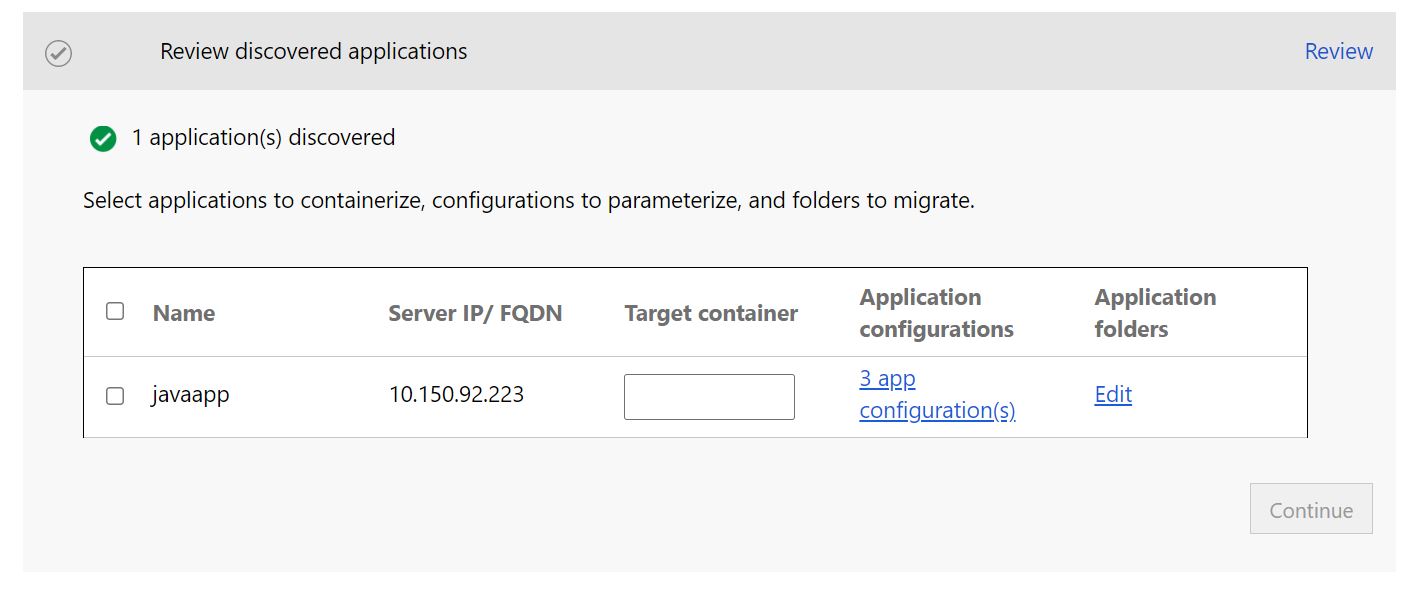 Review discovered applications
Review
1 application(s) discovered
Select applications to containerize, configurations to parameterize, and folders to migrate.
Name
Server IP/ FQDN
Target container
Application
configurations
Application
folders
javaapp
10.150.92.223
3 app
configuration(s)
Edit
Continue